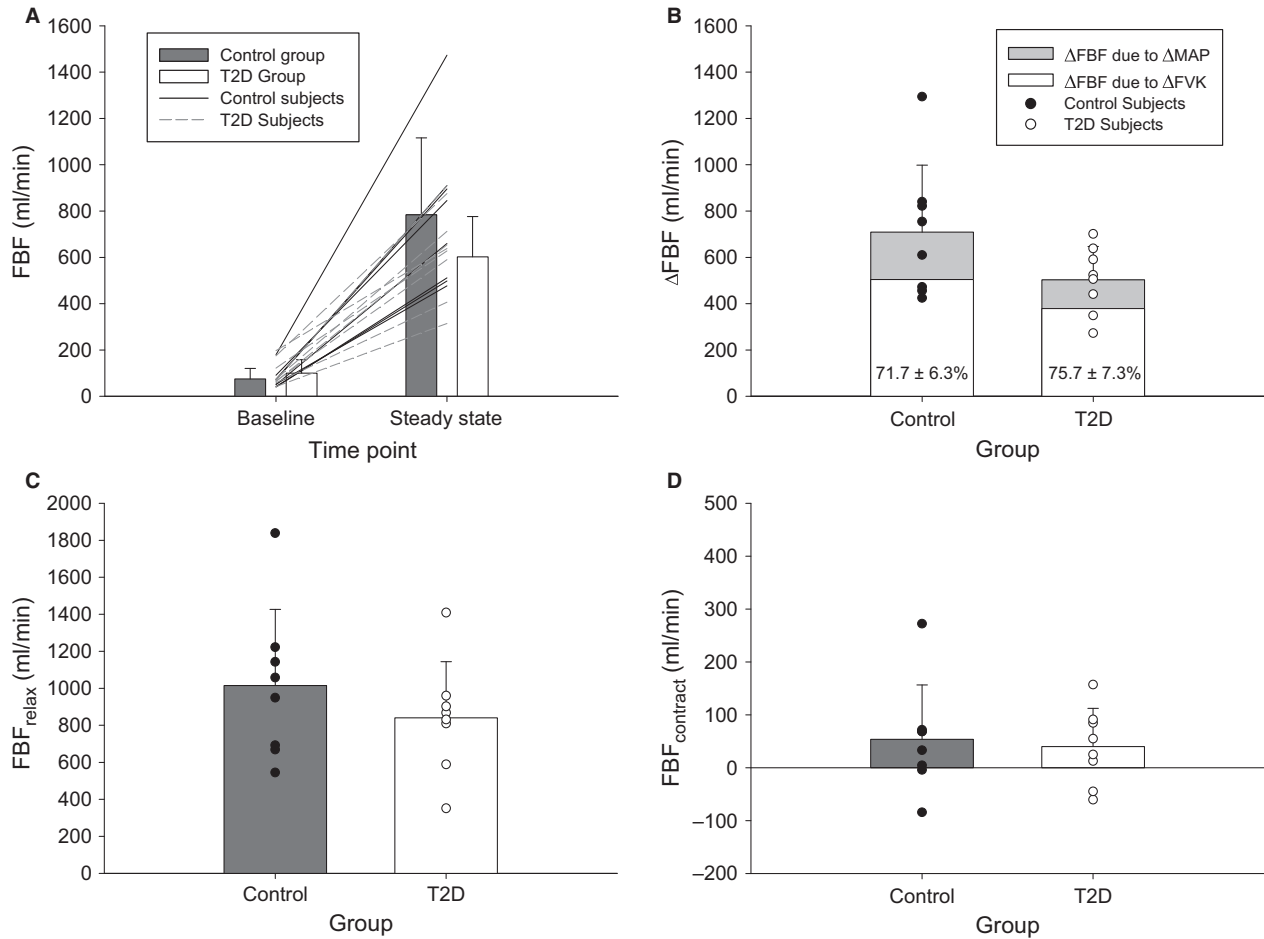 A
FBF (ml/min)
1600
1400
1200
1000
800
600
400
200
0
Control group
T2D Group
Control subjects
T2D Subjects
Baseline
Steady state
Time point
B
ΔFBF (ml/min)
1600
1400
1200
1000
800
600
400
200
0
ΔFBF due to ΔMAP
ΔFBF due to ΔFVK
Control Subjects
T2D Subjects
71.7 ± 6.3%
75.7 ± 7.3%
Control
T2D
Group
C
FBFrelax (ml/min)
2000
1800
1600
1400
1200
1000
800
600
400
200
0
Control
T2D
Group
D
FBFcontract (ml/min)
500
400
300
200
100
0
–100
–200
Control
T2D
Group